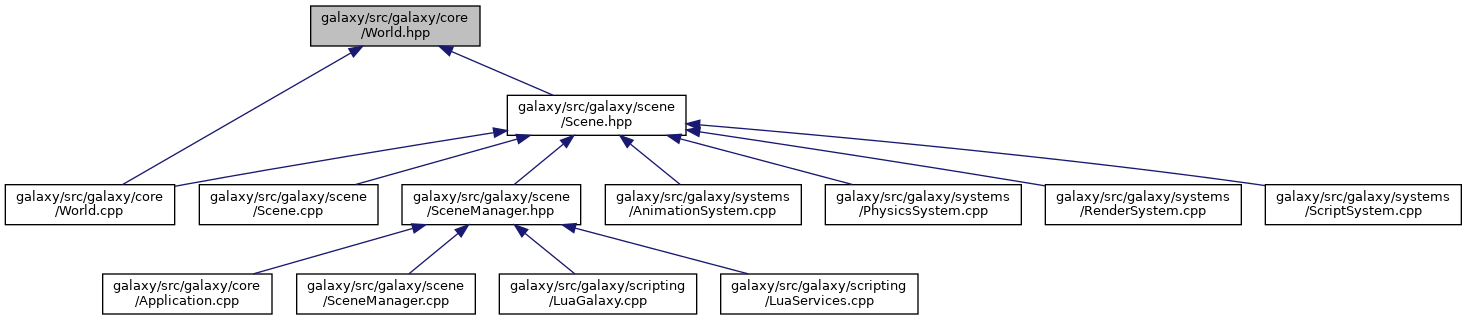 galaxy/src/galaxy/core
/World.hpp
galaxy/src/galaxy/scene
/Scene.hpp
galaxy/src/galaxy/core
/World.cpp
galaxy/src/galaxy/scene
/Scene.cpp
galaxy/src/galaxy/scene
/SceneManager.hpp
galaxy/src/galaxy/systems
/AnimationSystem.cpp
galaxy/src/galaxy/systems
/PhysicsSystem.cpp
galaxy/src/galaxy/systems
/RenderSystem.cpp
galaxy/src/galaxy/systems
/ScriptSystem.cpp
galaxy/src/galaxy/core
/Application.cpp
galaxy/src/galaxy/scene
/SceneManager.cpp
galaxy/src/galaxy/scripting
/LuaGalaxy.cpp
galaxy/src/galaxy/scripting
/LuaServices.cpp